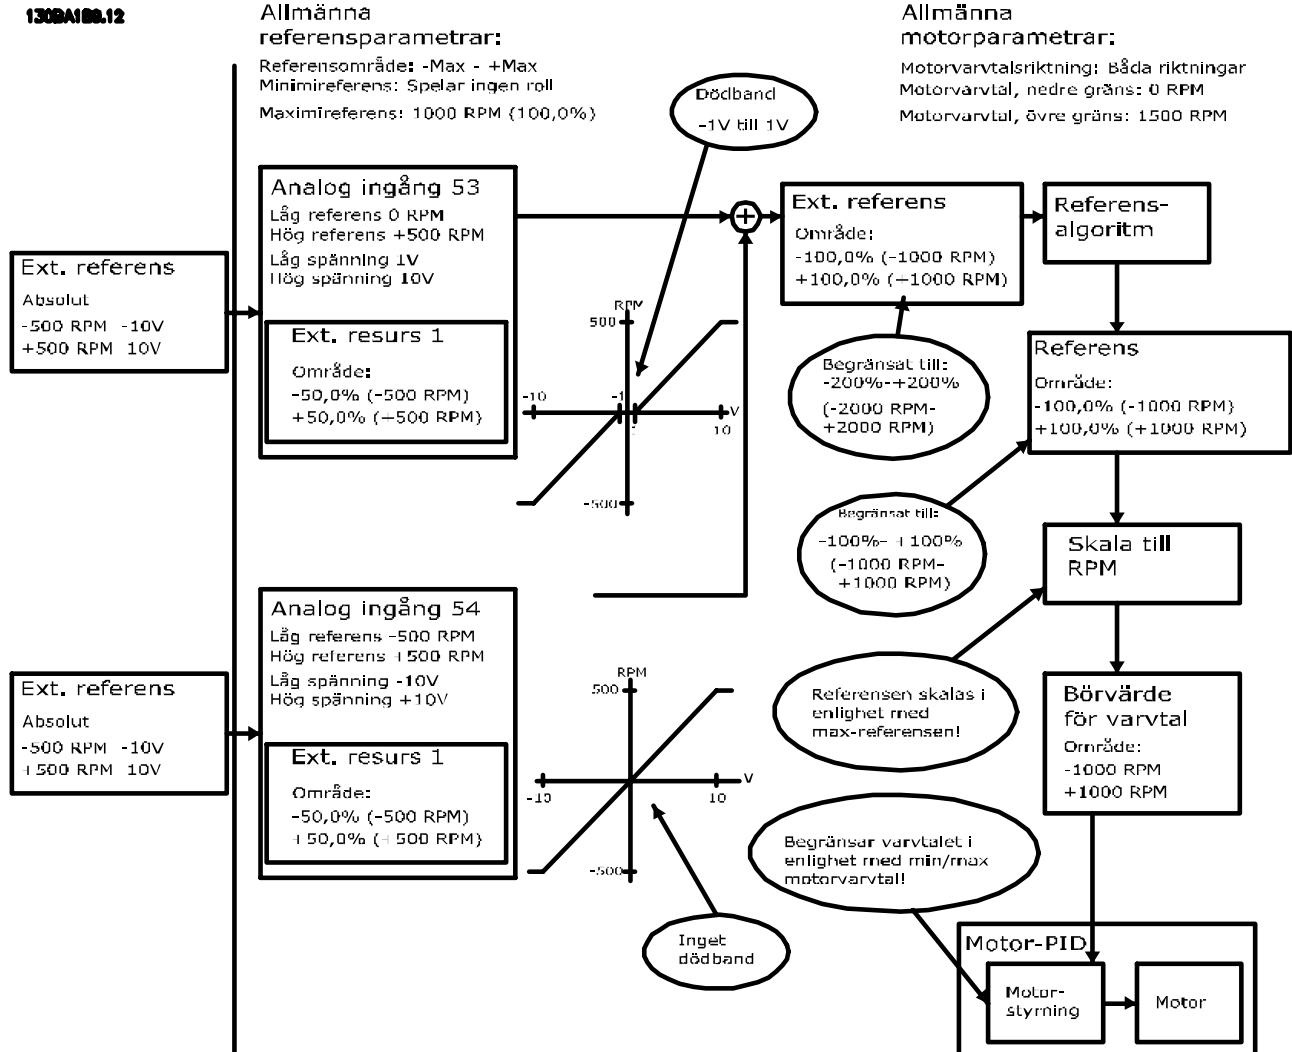 130BA188.12
Allmänna
referensparametrar:
Referensområde: -Max - +Max
Minimireferens: Spelar ingen roll
Maximireferens: 1000 RPM (100,0%)
Allmänna
motorparametrar:
Motorvarvtalsriktning: Båda riktningar
Motorvarvtal, nedre gräns: 0 RPM
Motorvarvtal, övre gräns: 1500 RPM
Dödband
-1V till 1V
Ext. referens
Absolut
-500 RPM -10V
+500 RPM 10V
Analog ingång 53
Låg referens 0 RPM
Hög referens +500 RPM
Låg spänning 1V
Hög spänning 10V
Ext. resurs 1
Område:
-50,0% (-500 RPM)
+50,0% (+500 RPM)
RPM
500
-10
-1
1
10
V
-500
Ext. referens
Område:
-100,0% (-1000 RPM)
+100,0% (+1000 RPM)
Referens-
algoritm
Begränsat till:
-200%-+200%
(-2000 RPM-
+2000 RPM)
Referens
Område:
-100,0% (-1000 RPM)
+100,0% (+1000 RPM)
Begränsat till:
-100%- +100%
(-1000 RPM-
+1000 RPM)
Skala till
RPM
Ext. referens
Absolut
-500 RPM -10V
+500 RPM 10V
Analog ingång 54
Låg referens -500 RPM
Hög referens +500 RPM
Låg spänning -10V
Hög spänning +10V
Ext. resurs 1
Område:
-50,0% (-500 RPM)
+50,0% (+500 RPM)
RPM
500
-10
10
V
-500
Inget
dödband
Referensen skalas i
enlighet med
max-referensen!
Börvärde
för varvtal
Område:
-1000 RPM
+1000 RPM
Begränsar varvtalet i
enlighet med min/max
motorvarvtal!
Motor-PID
Motor-
styrning
Motor